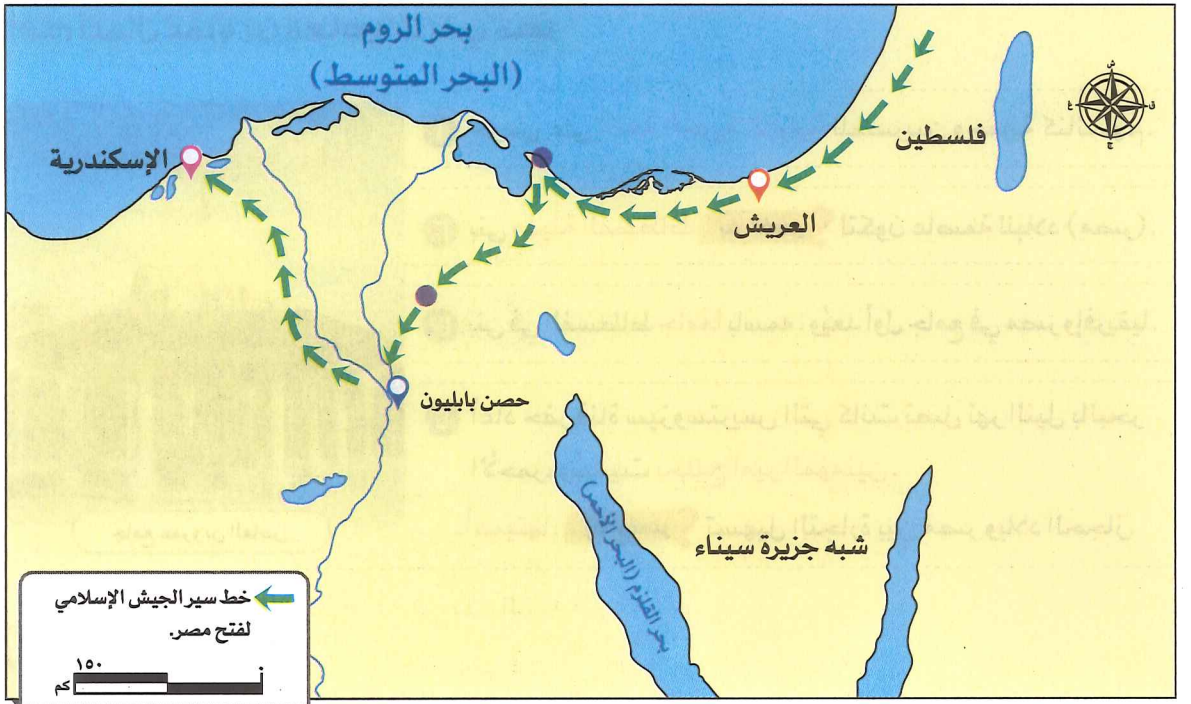 بحر الروم
(البحر المتوسط)
ش
ق
غ
ج
فلسطين
الإسكندرية
العريش
حصن بابليون
شبه جزيرة سيناء
بحر القلزم (البحر الأحمر)
خط سير الجيش الإسلامي
لفتح مصر.
١٥٠
أ
كم